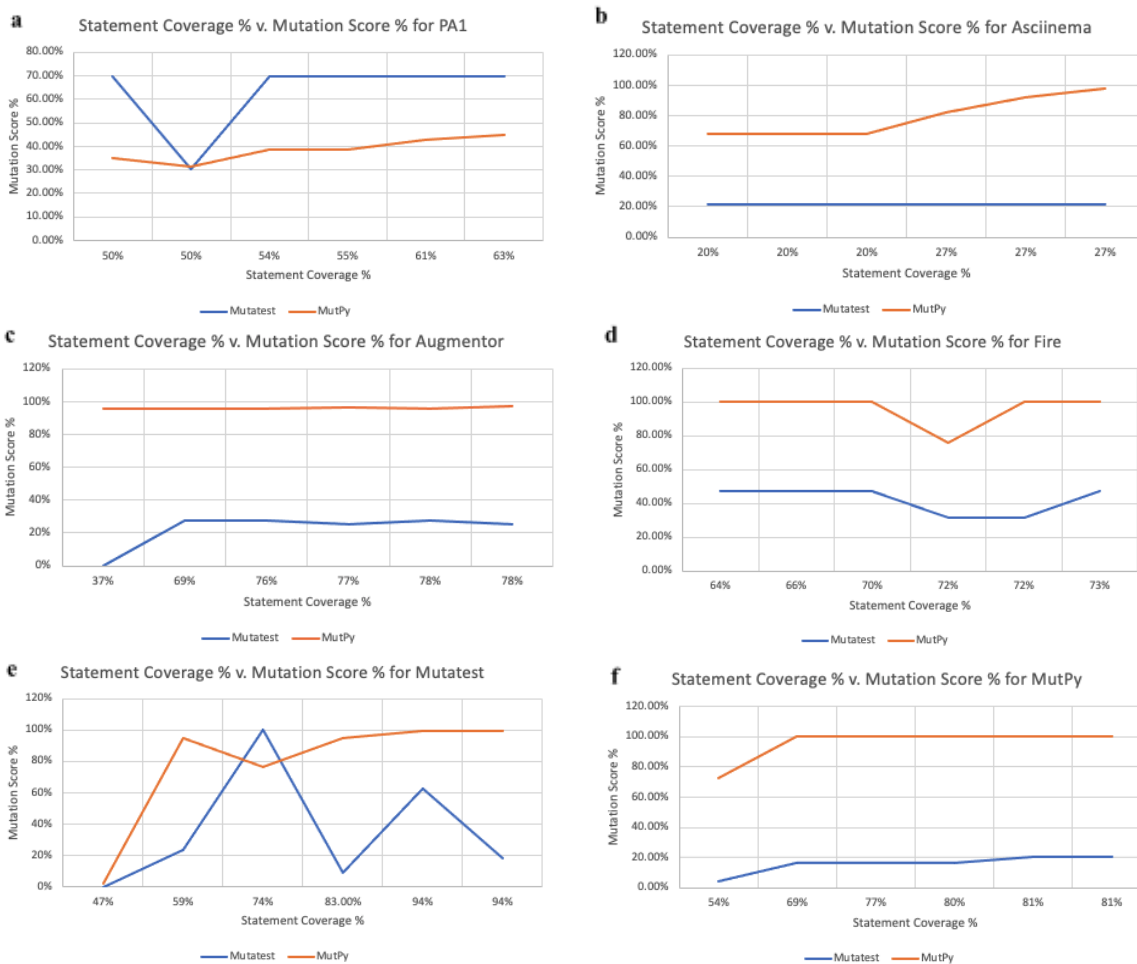 a
Statement Coverage % v. Mutation Score % for PA1
80.00%
70.00%
60.00%
50.00%
40.00%
30.00%
20.00%
10.00%
0.00%
Mutation Score %
50%
50%
54%
55%
61%
63%
Statement Coverage %
Mutatest
MutPy
b
Statement Coverage % v. Mutation Score % for Asciinema
120.00%
100.00%
80.00%
60.00%
40.00%
20.00%
0.00%
Mutation Score %
20%
20%
20%
27%
27%
27%
Statement Coverage %
Mutatest
MutPy
c
Statement Coverage % v. Mutation Score % for Augmentor
120%
100%
80%
60%
40%
20%
0%
Mutation Score %
37%
69%
76%
77%
78%
78%
Statement Coverage %
Mutatest
MutPy
d
Statement Coverage % v. Mutation Score % for Fire
120.00%
100.00%
80.00%
60.00%
40.00%
20.00%
0.00%
Mutation Score %
64%
66%
70%
72%
72%
73%
Statement Coverage %
Mutatest
MutPy
e
Statement Coverage % v. Mutation Score % for Mutatest
120%
100%
80%
60%
40%
20%
0%
Mutation Score %
47%
59%
74%
83.00%
94%
94%
Statement Coverage %
Mutatest
MutPy
f
Statement Coverage % v. Mutation Score % for MutPy
120.00%
100.00%
80.00%
60.00%
40.00%
20.00%
0.00%
Mutation Score %
54%
69%
77%
80%
81%
81%
Statement Coverage %
Mutatest
MutPy